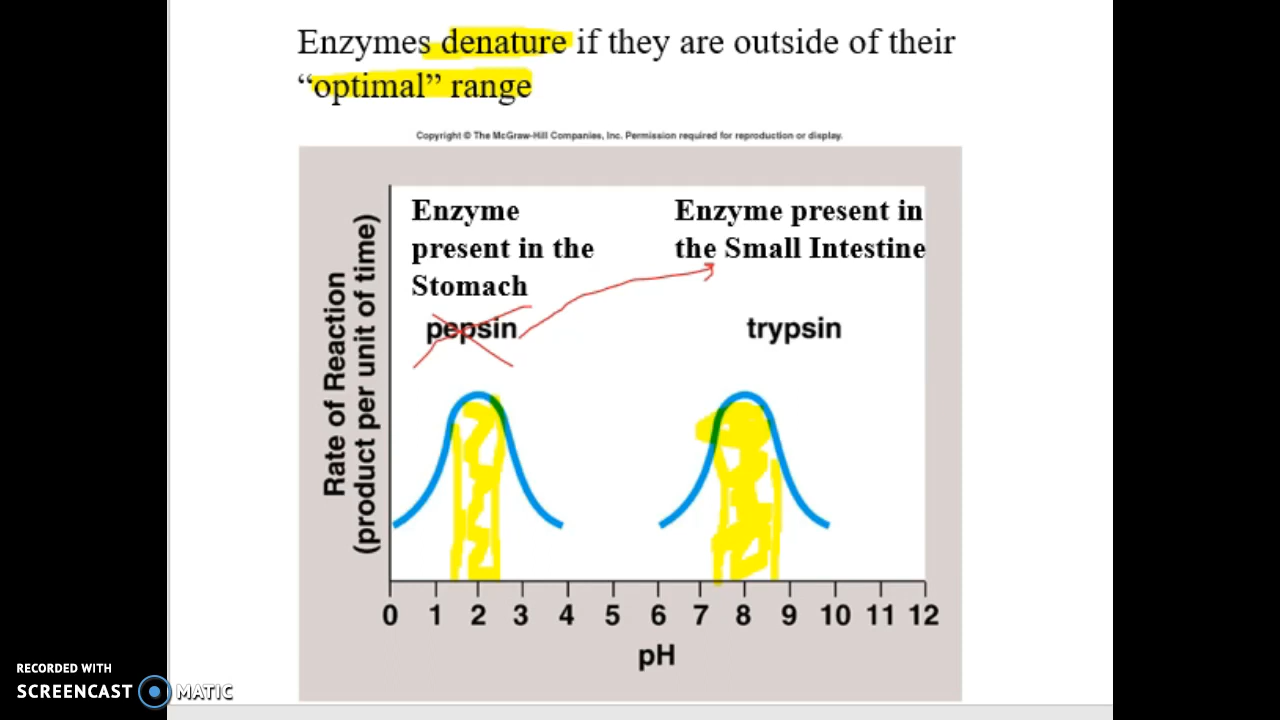 Enzymes denature if they are outside of their
“optimal” range
Copyright © The McGraw-Hill Companies, Inc. Permission required for reproduction or display.
Enzyme
present in the
Stomach
pepsin
Enzyme present in
the Small Intestine
trypsin
Rate of Reaction
(product per unit of time)
0 1 2 3 4 5 6 7 8 9 10 11 12
pH
RECORDED WITH
SCREENCAST MATIC